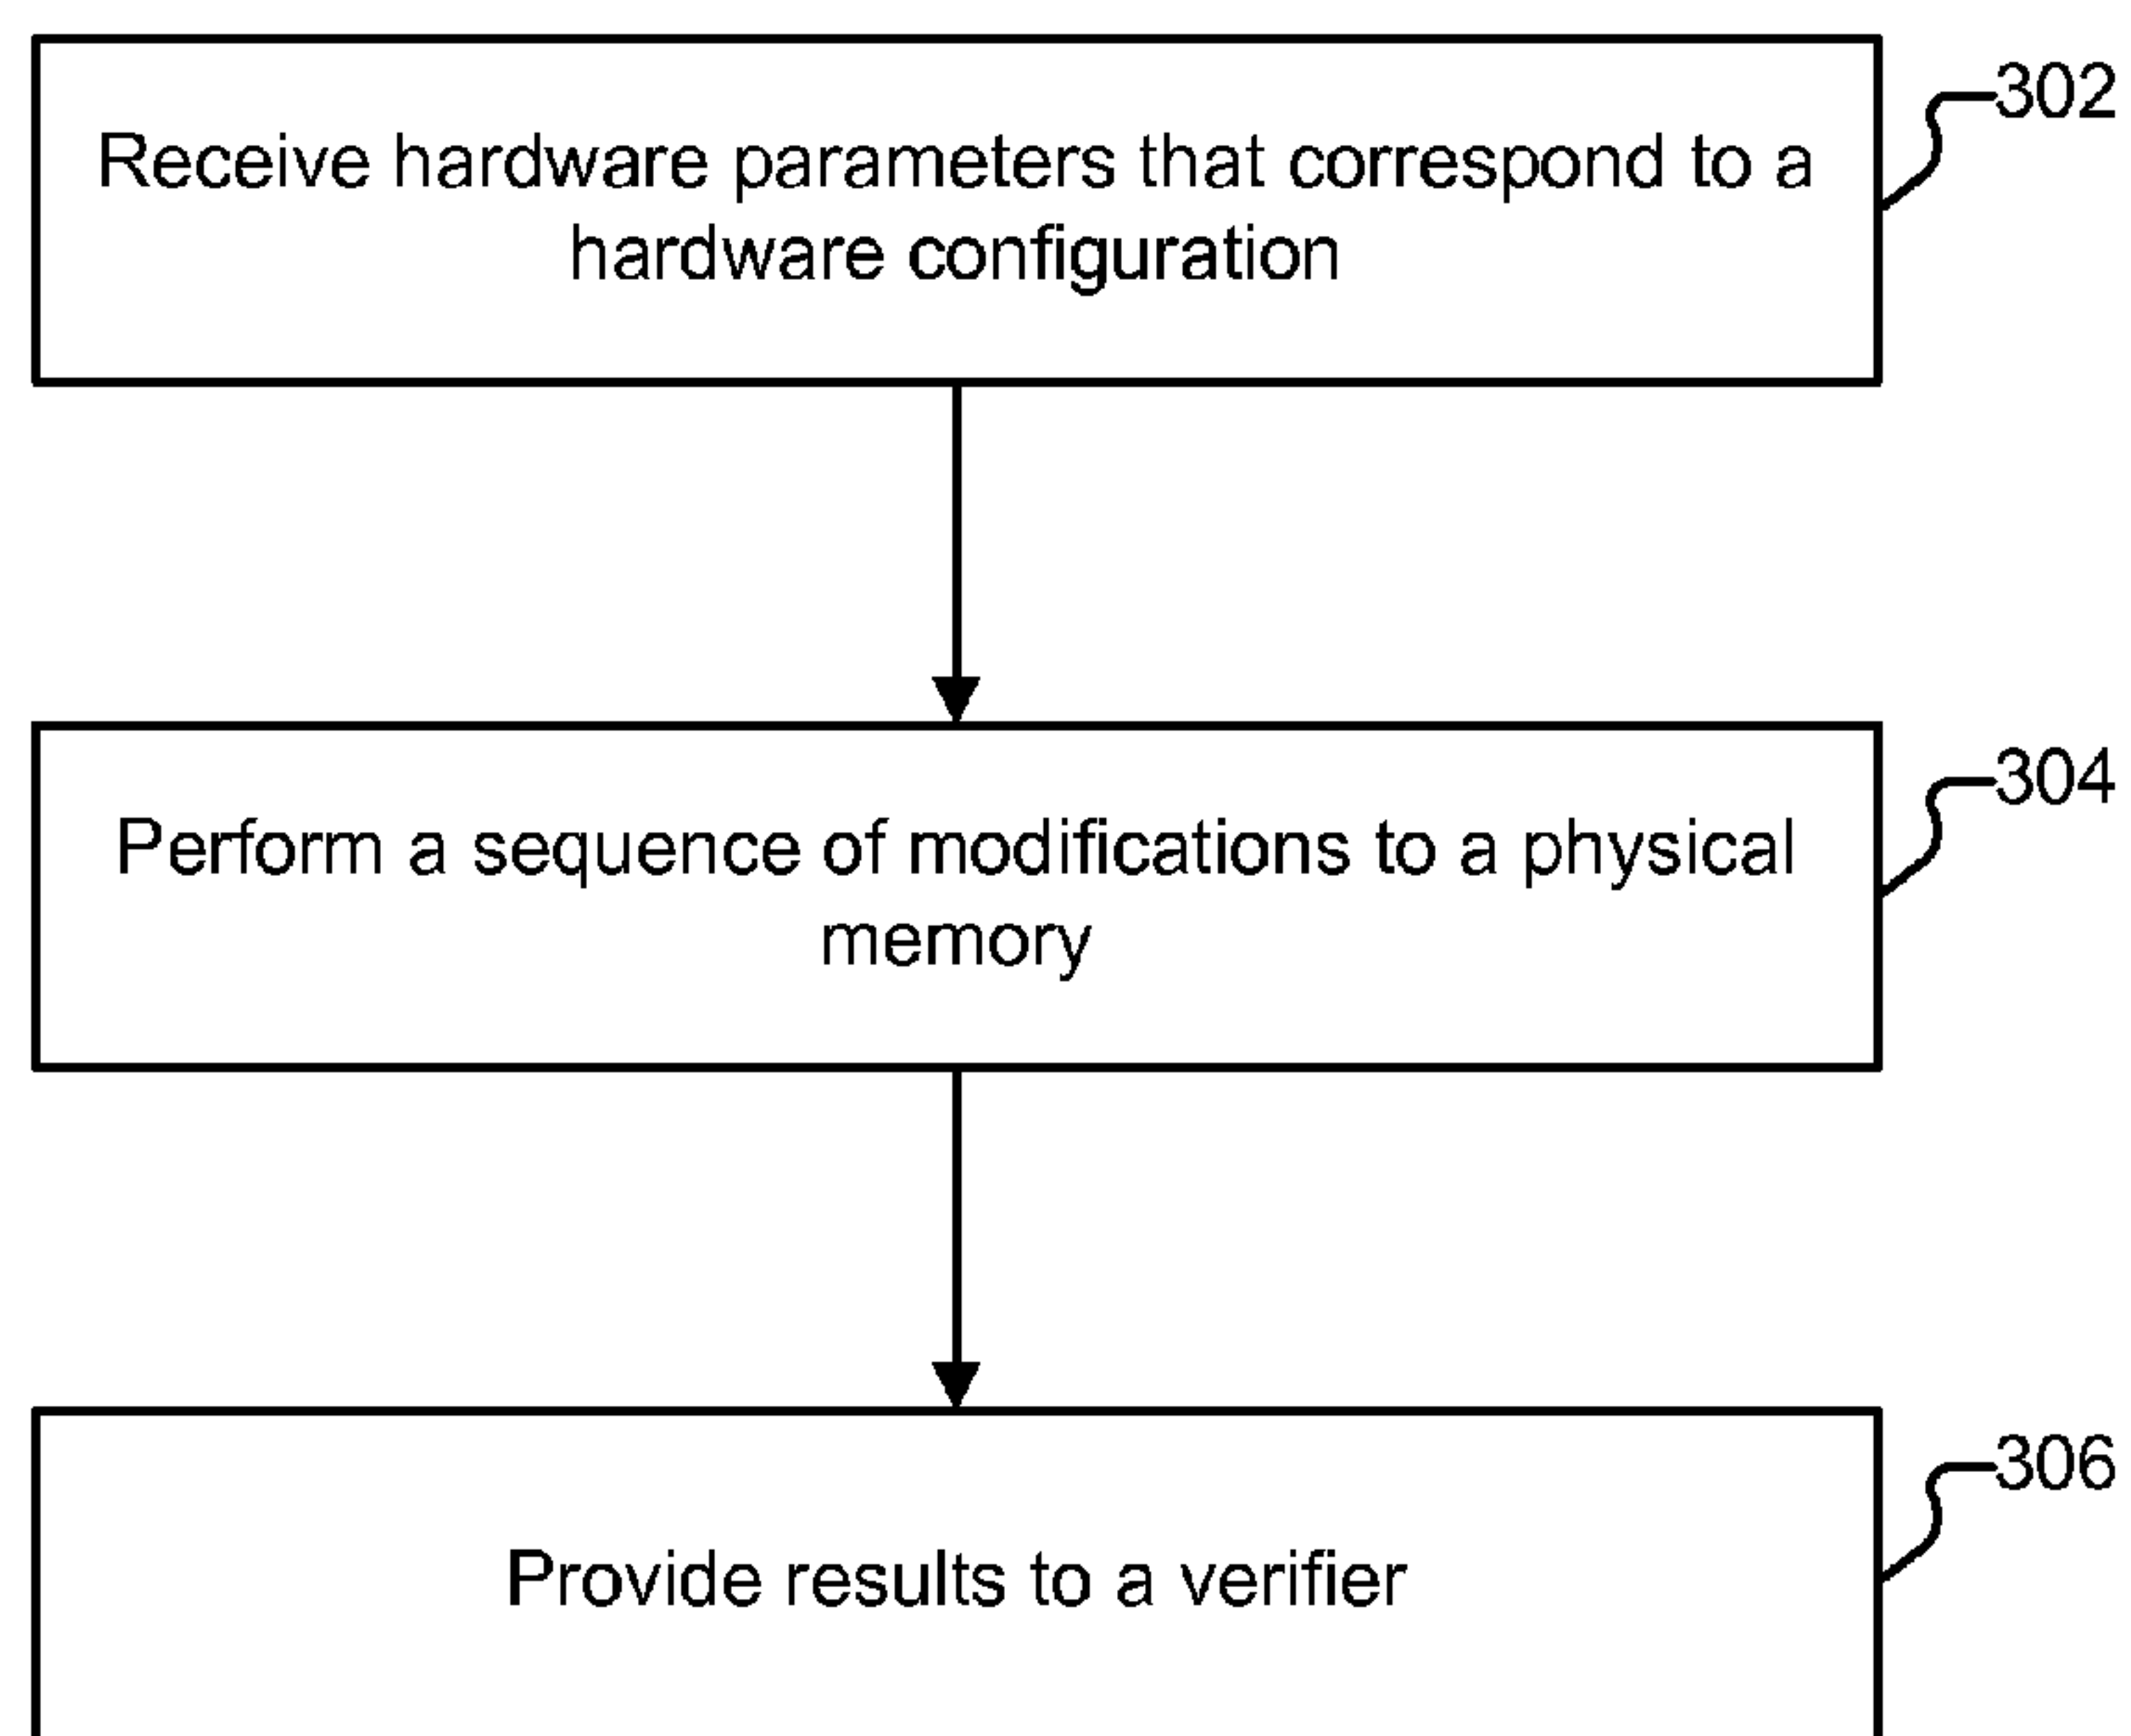 302
Receive hardware parameters that correspond to a
hardware configuration
304
Perform a sequence of modifications to a physical
memory
306
Provide results to a verifier